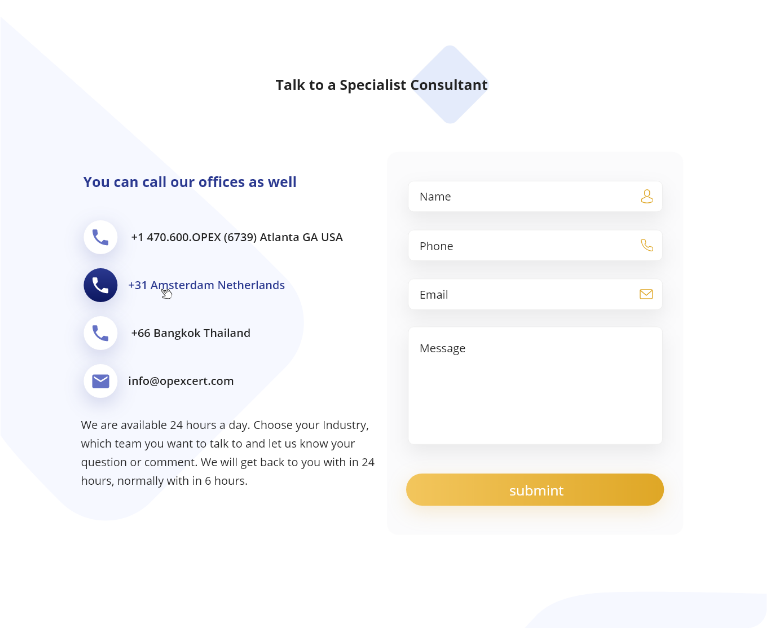 Talk to a Specialist Consultant
You can call our offices as well
+1 470.600.OPEX (6739) Atlanta GA USA
+31 Amsterdam Netherlands
+66 Bangkok Thailand
info@opexcert.com
We are available 24 hours a day. Choose your Industry,
which team you want to talk to and let us know your
question or comment. We will get back to you with in 24
hours, normally with in 6 hours.
Name
Phone
Email
Message
submint